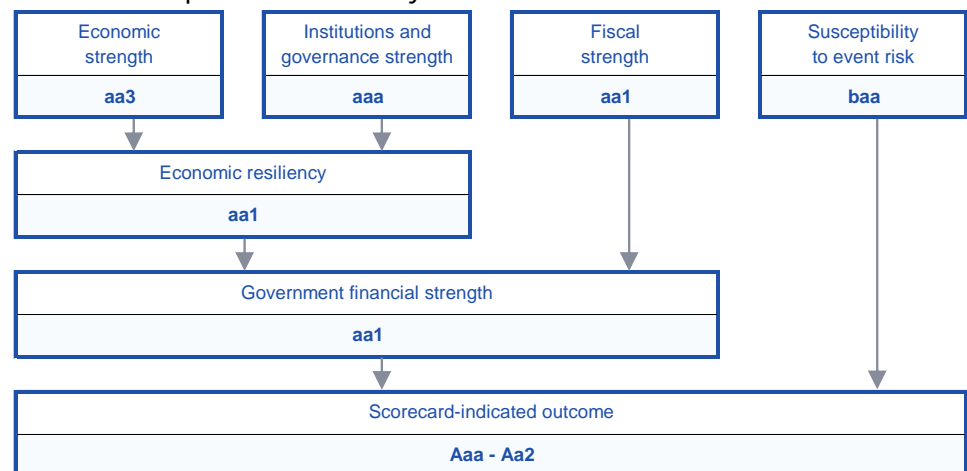 Economic
strength
aa3
Institutions and
governance strength
aaa
Fiscal
strength
aa1
Susceptibility
to event risk
baa
Economic resiliency
aa1
Government financial strength
aa1
Scorecard-indicated outcome
Aaa - Aa2